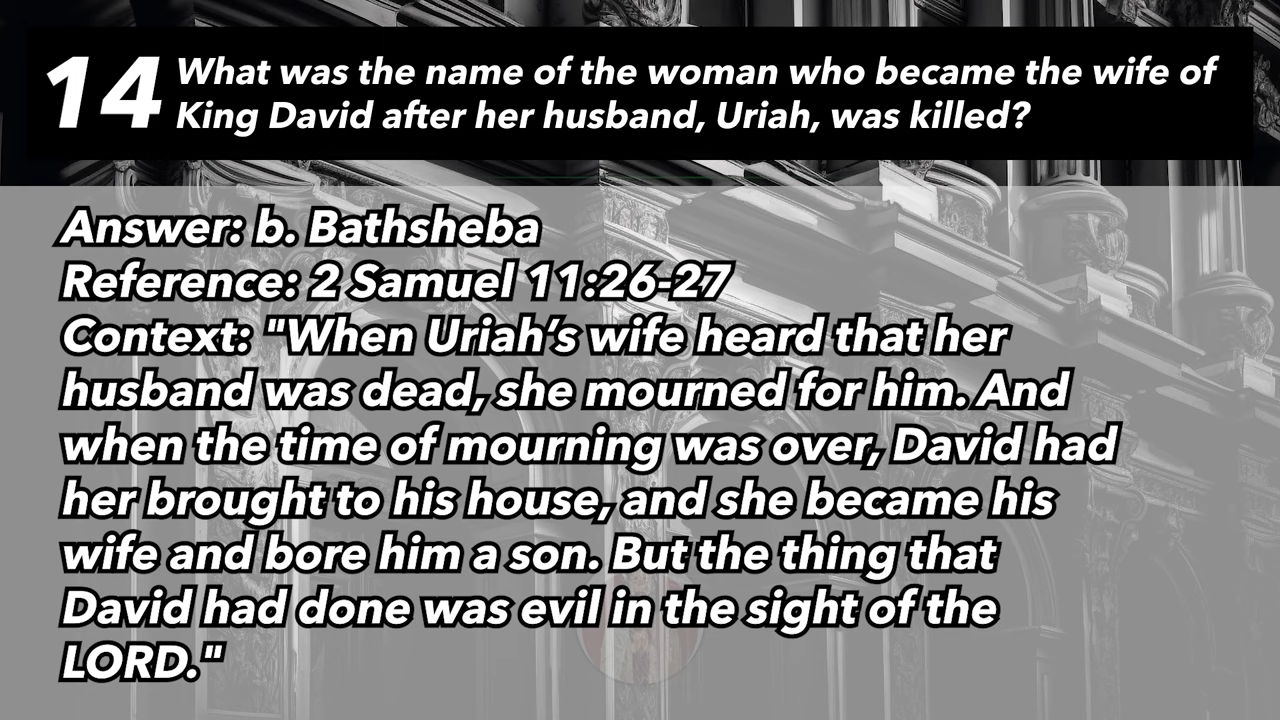 14 What was the name of the woman who became the wife of
King David after her husband, Uriah, was killed?
Answer: b. Bathsheba
Reference: 2 Samuel 11:26-27
Context: "When Uriah’s wife heard that her
husband was dead, she mourned for him. And
when the time of mourning was over, David had
her brought to his house, and she became his
wife and bore him a son. But the thing that
David had done was evil in the sight of the
LORD."